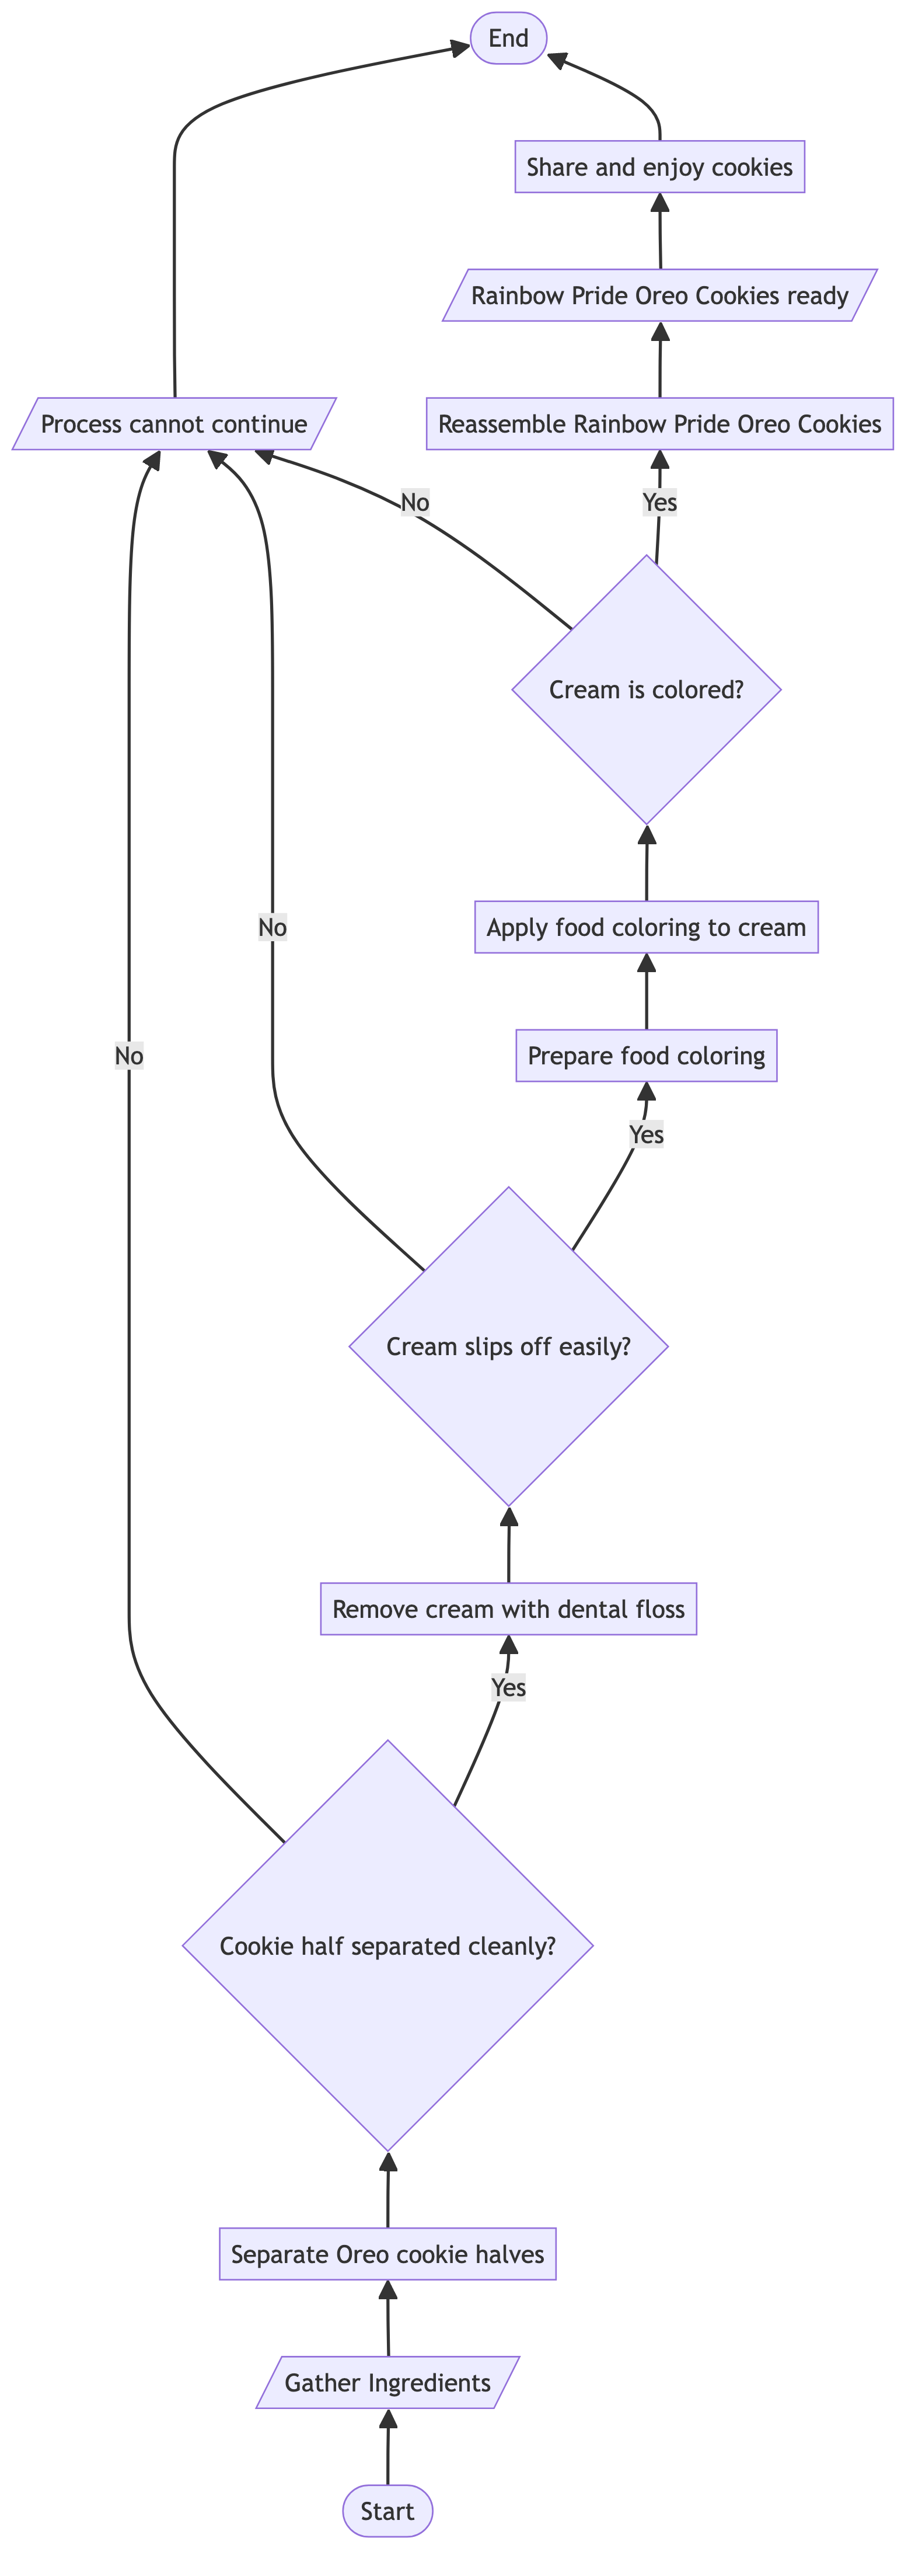 End
Share and enjoy cookies
Rainbow Pride Oreo Cookies ready
Process cannot continue
Reassemble Rainbow Pride Oreo Cookies
No
Yes
Cream is colored?
No
Apply food coloring to cream
No
Prepare food coloring
Yes
Cream slips off easily?
Remove cream with dental floss
Yes
Cookie half separated cleanly?
Separate Oreo cookie halves
Gather Ingredients
Start